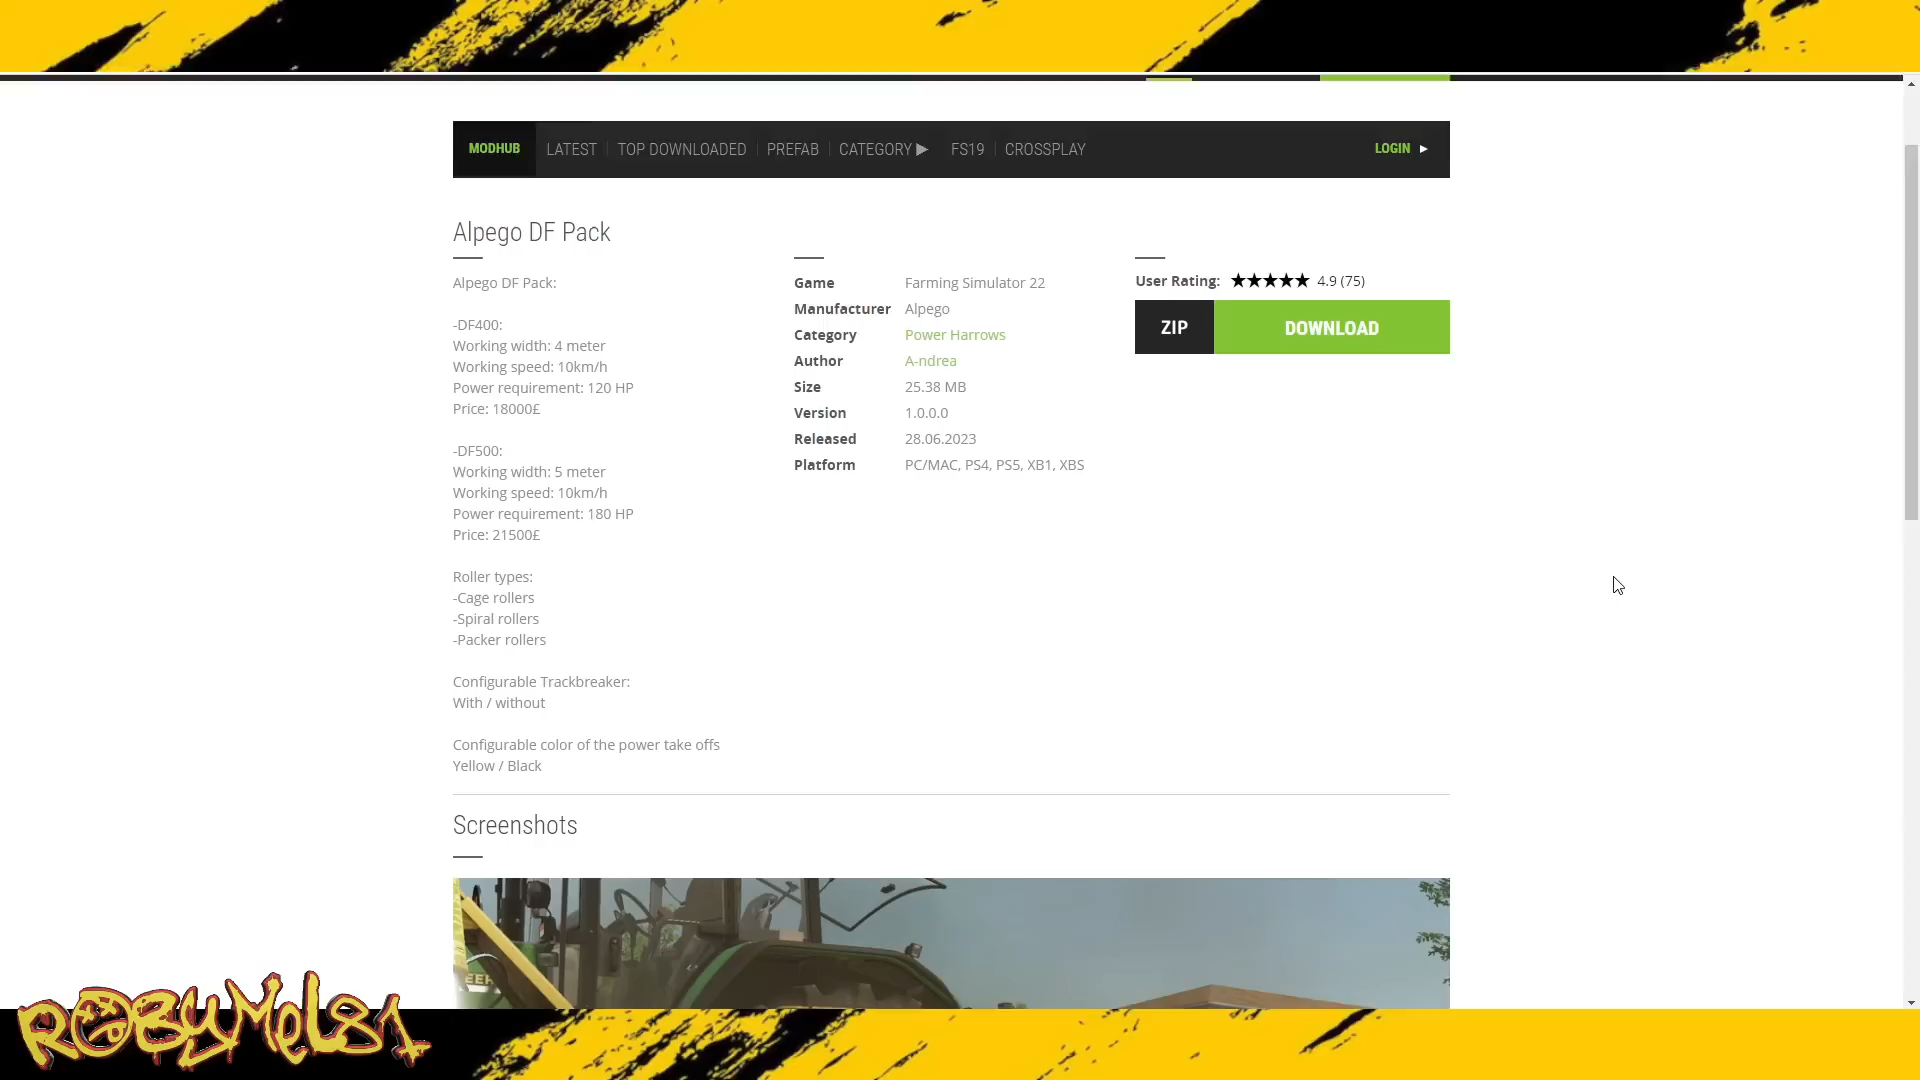 MODHUB LATEST TOP DOWNLOADED PREFAB CATEGORY ▶ FS19 CROSSPLAY LOGIN ▶
Alpego DF Pack
Alpego DF Pack:
-DF400:
Working width: 4 meter
Working speed: 10km/h
Power requirement: 120 HP
Price: 18000£
-DF500:
Working width: 5 meter
Working speed: 10km/h
Power requirement: 180 HP
Price: 21500£
Roller types:
-Cage rollers
-Spiral rollers
-Packer rollers
Configurable Trackbreaker:
With / without
Configurable color of the power take offs
Yellow / Black
Game Farming Simulator 22
Manufacturer Alpego
Category Power Harrows
Author A-ndrea
Size 25.38 MB
Version 1.0.0.0
Released 28.06.2023
Platform PC/MAC, PS4, PS5, XB1, XBS
User Rating: ★★★★★ 4.9 (75)
ZIP DOWNLOAD
Screenshots
RobyMel81